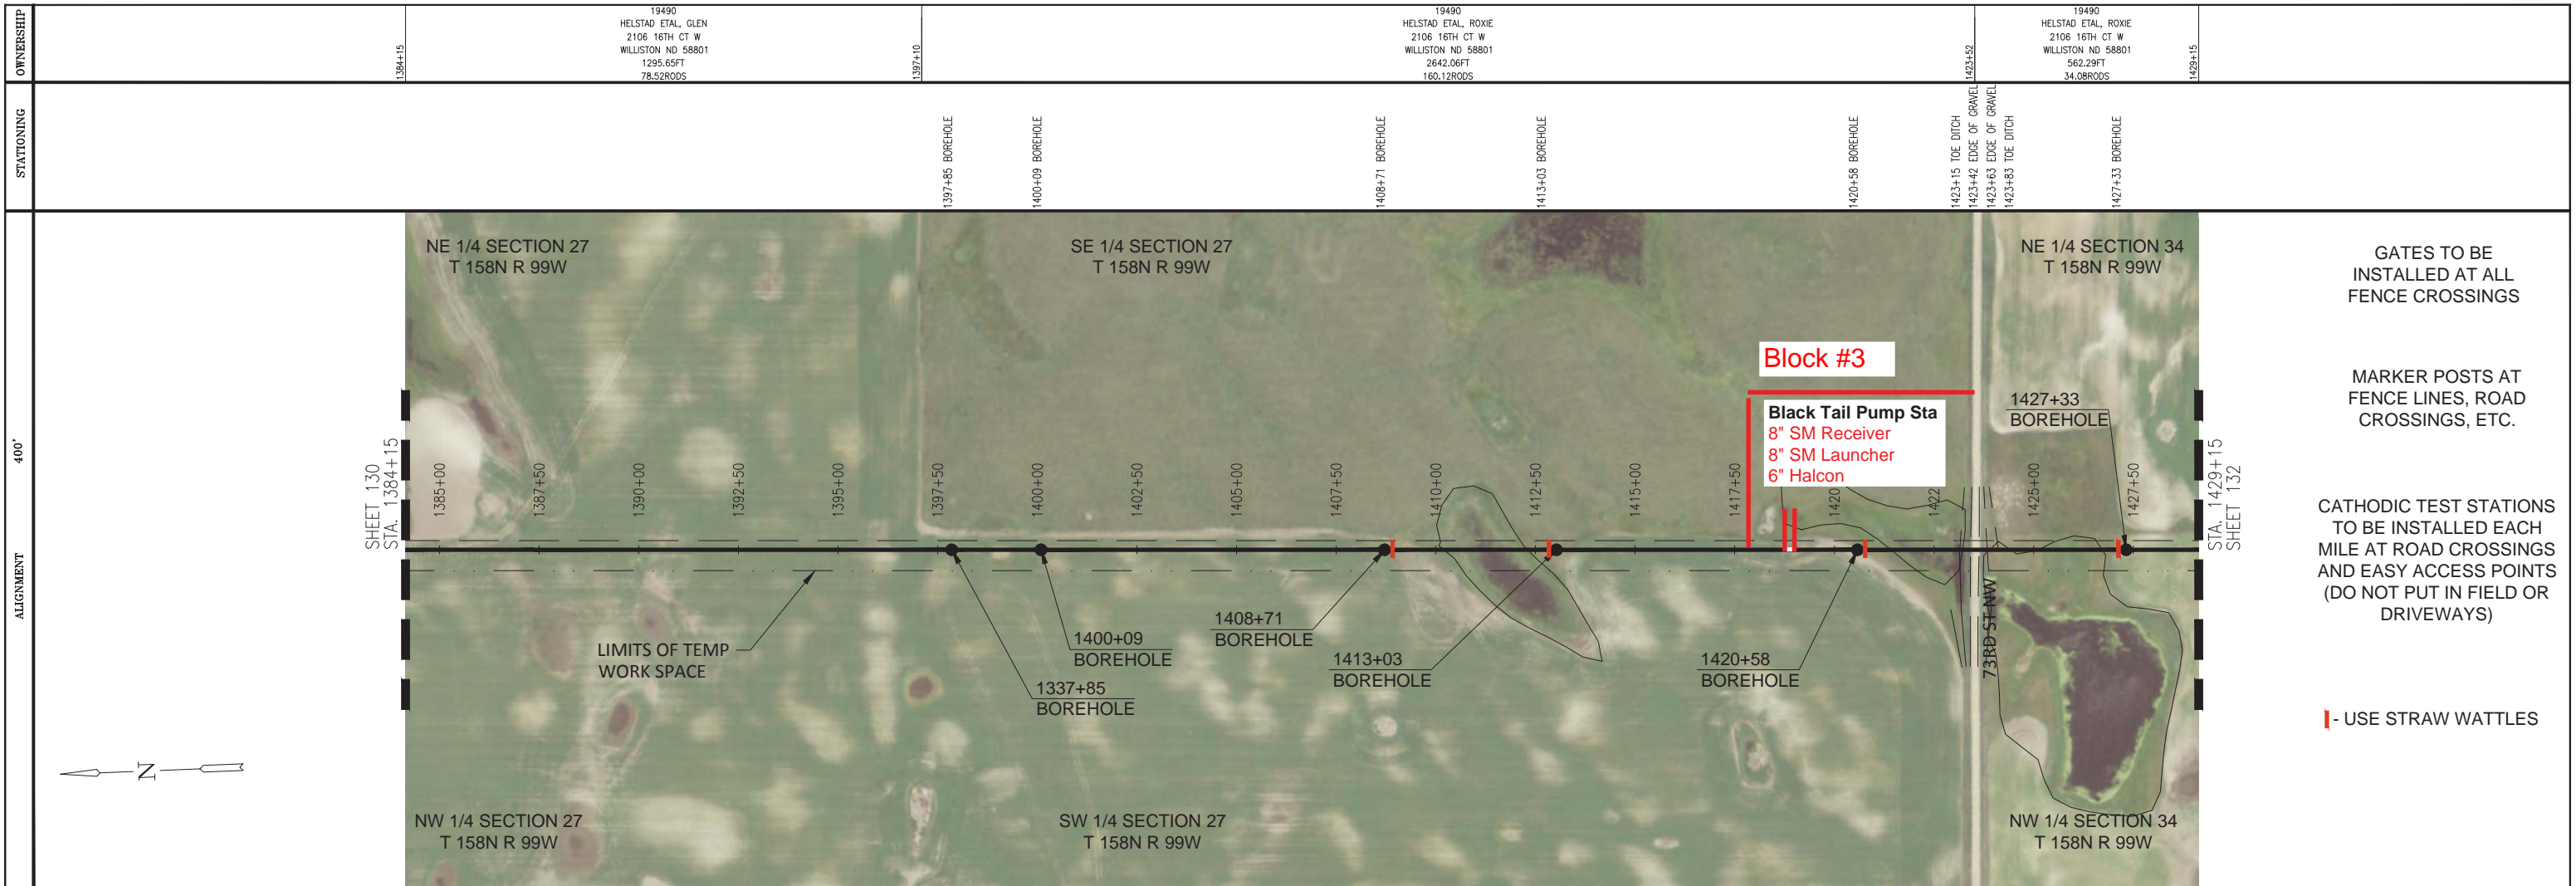 OWNERSHIP
1384+15
19490
HELSTAD ETAL, GLEN
2106 16TH CT W
WILLISTON ND 58801
1295.65FT
78.52RODS
1397+10
19490
HELSTAD ETAL, ROXIE
2106 16TH CT W
WILLISTON ND 58801
2642.06FT
160.12RODS
1423+52
19490
HELSTAD ETAL, ROXIE
2106 16TH CT W
WILLISTON ND 58801
562.29FT
34.08RODS
1429+15
STATIONING
1397+85 BOREHOLE
1400+09 BOREHOLE
1408+71 BOREHOLE
1413+03 BOREHOLE
1420+58 BOREHOLE
1423+15 TOE DITCH
1423+42 EDGE OF GRAVEL
1423+63 EDGE OF GRAVEL
1423+83 TOE DITCH
1427+33 BOREHOLE
ALIGNMENT
400'
NE 1/4 SECTION 27
T 158N R 99W
SE 1/4 SECTION 27
T 158N R 99W
NE 1/4 SECTION 34
T 158N R 99W
Block #3
Black Tail Pump Sta
8" SM Receiver
8" SM Launcher
6" Halcon
1427+33
BOREHOLE
SHEET 130
STA. 1384+15
1385+00
1387+50
1390+00
1392+50
1395+00
1397+50
1400+00
1402+50
1405+00
1407+50
1410+00
1412+50
1415+00
1417+50
1420+00
1422
1425+00
1427+50
STA. 1429+15
SHEET 132
LIMITS OF TEMP
WORK SPACE
1400+09
BOREHOLE
1337+85
BOREHOLE
1408+71
BOREHOLE
1413+03
BOREHOLE
1420+58
BOREHOLE
73RD ST NW
N
NW 1/4 SECTION 27
T 158N R 99W
SW 1/4 SECTION 27
T 158N R 99W
NW 1/4 SECTION 34
T 158N R 99W
GATES TO BE
INSTALLED AT ALL
FENCE CROSSINGS
MARKER POSTS AT
FENCE LINES, ROAD
CROSSINGS, ETC.
CATHODIC TEST STATIONS
TO BE INSTALLED EACH
MILE AT ROAD CROSSINGS
AND EASY ACCESS POINTS
(DO NOT PUT IN FIELD OR
DRIVEWAYS)
- USE STRAW WATTLES